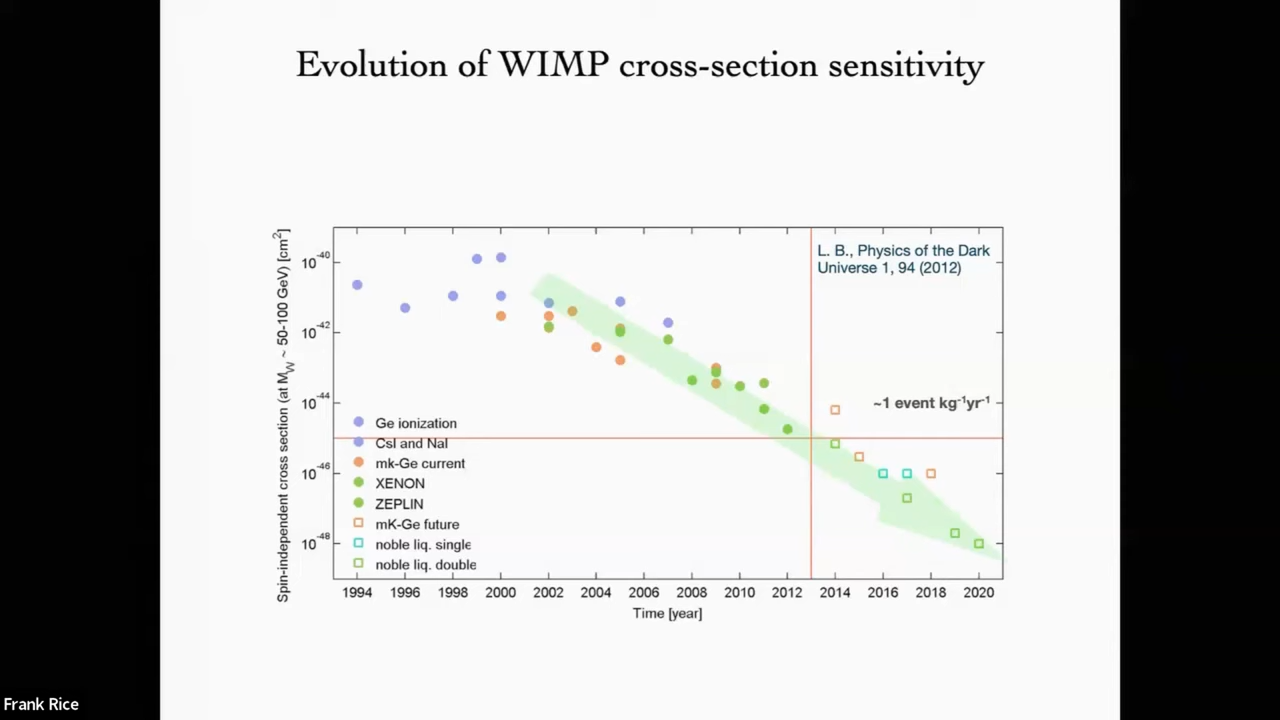 Evolution of WIMP cross-section sensitivity
Spin-independent cross section (at M_W ~ 50-100 GeV) [cm²]
10⁻⁴⁰
10⁻⁴²
10⁻⁴⁴
10⁻⁴⁶
10⁻⁴⁸
L. B., Physics of the Dark
Universe 1, 94 (2012)
~1 event kg⁻¹yr⁻¹
Ge ionization
CsI and NaI
mk-Ge current
XENON
ZEPLIN
mK-Ge future
noble liq. single
noble liq. double
1994 1996 1998 2000 2002 2004 2006 2008 2010 2012 2014 2016 2018 2020
Time [year]
Frank Rice